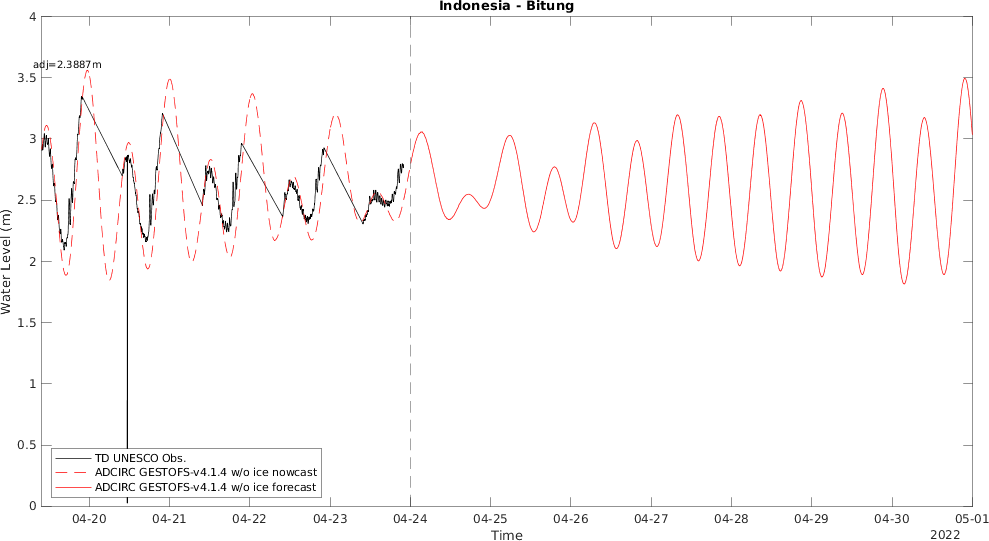 Indonesia - Bitung
adj=2.3887m
4
3.5
3
2.5
2
1.5
1
0.5
0
Water Level (m)
TD UNESCO Obs.
ADCIRC GESTOFS-v4.1.4 w/o ice nowcast
ADCIRC GESTOFS-v4.1.4 w/o ice forecast
04-20 04-21 04-22 04-23 04-24 04-25 04-26 04-27 04-28 04-29 04-30 05-01
Time
2022